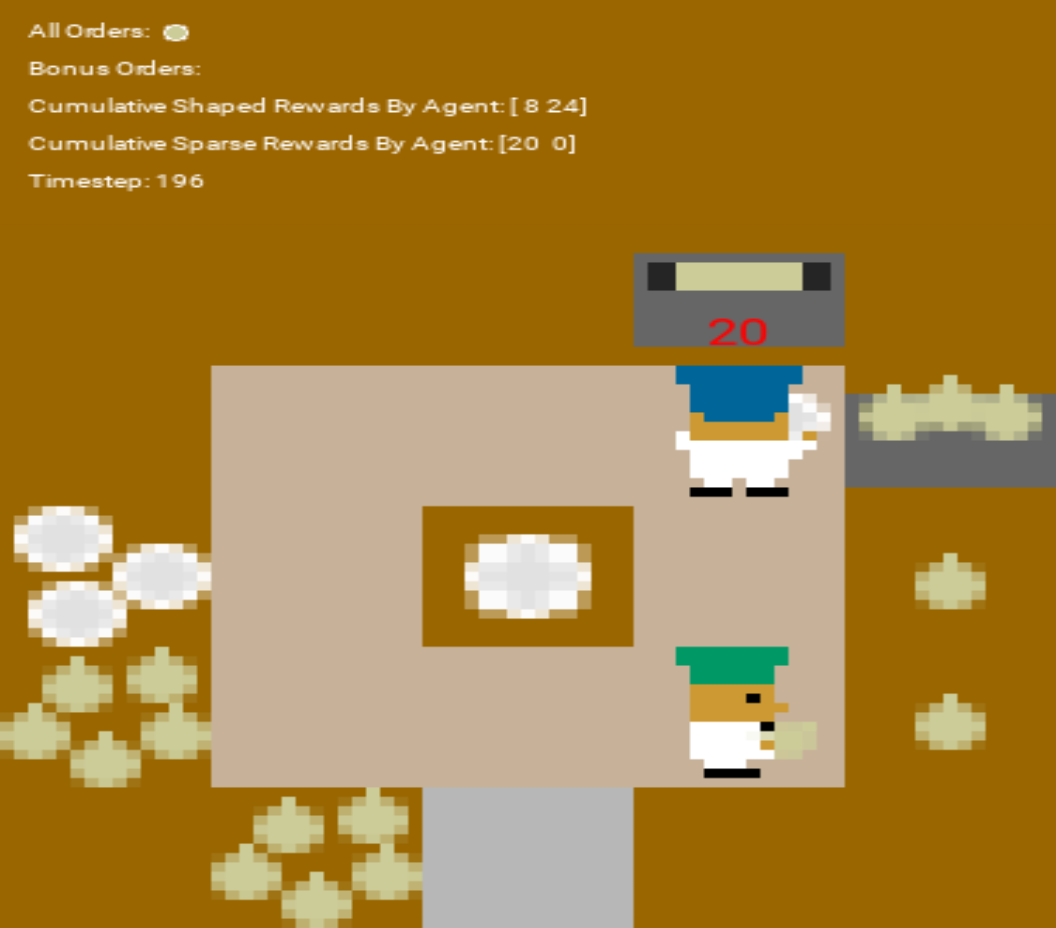 All Orders:
Bonus Orders:
Cumulative Shaped Rewards By Agent: [ 8 24]
Cumulative Sparse Rewards By Agent: [20  0]
Timestep: 196
20